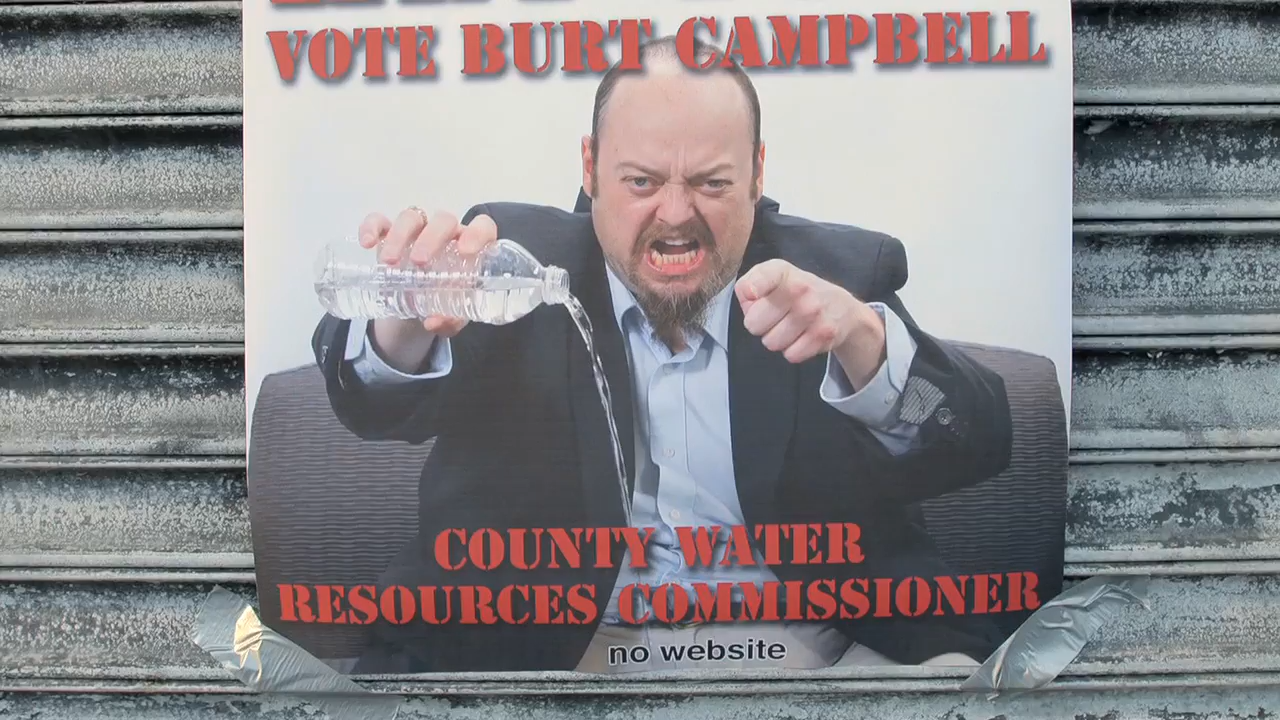 VOTE BURT CAMPBELL
COUNTY WATER
RESOURCES COMMISSIONER
no website